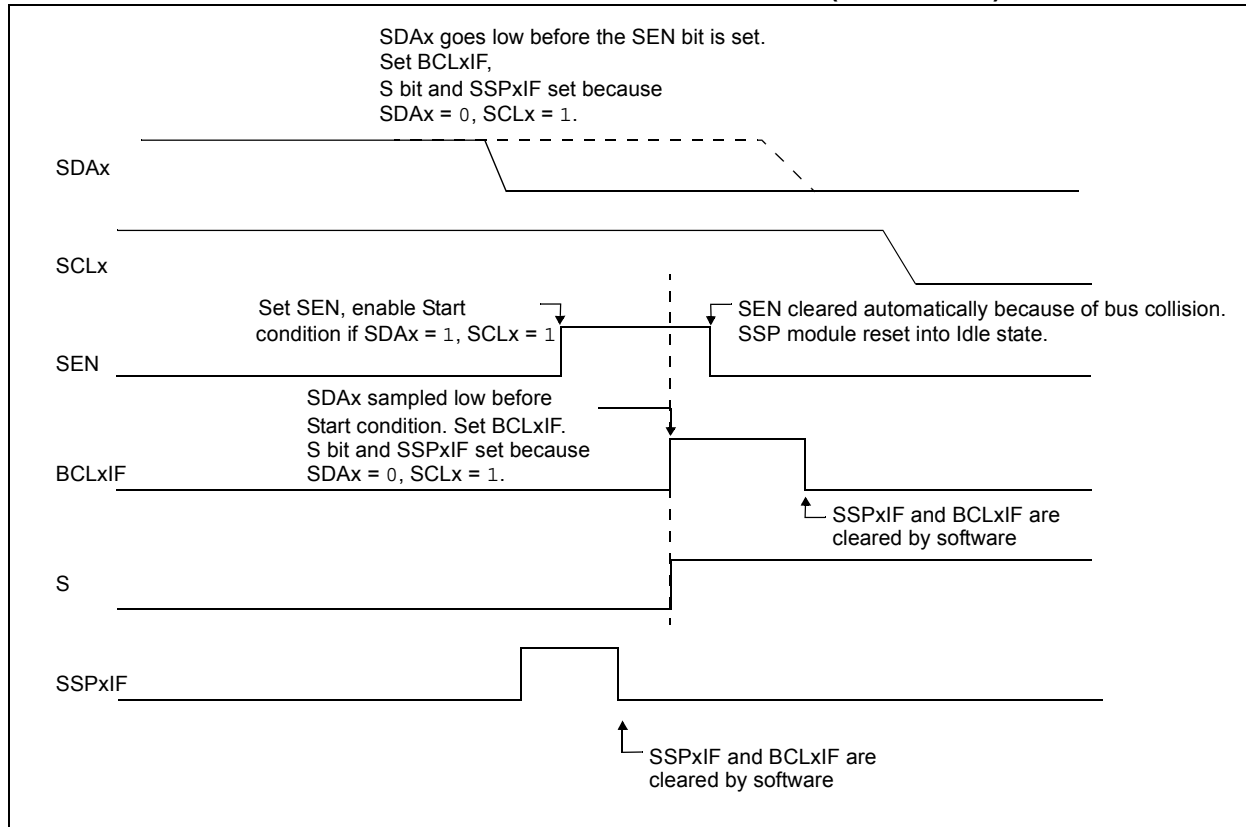 SDAx goes low before the SEN bit is set.
Set BCLxIF,
S bit and SSPxIF set because
SDAx = 0, SCLx = 1.
SDAx
SCLx
Set SEN, enable Start
condition if SDAx = 1, SCLx = 1
SEN cleared automatically because of bus collision.
SSP module reset into Idle state.
SEN
SDAx sampled low before
Start condition. Set BCLxIF.
S bit and SSPxIF set because
SDAx = 0, SCLx = 1.
BCLxIF
SSPxIF and BCLxIF are
cleared by software
S
SSPxIF
SSPxIF and BCLxIF are
cleared by software